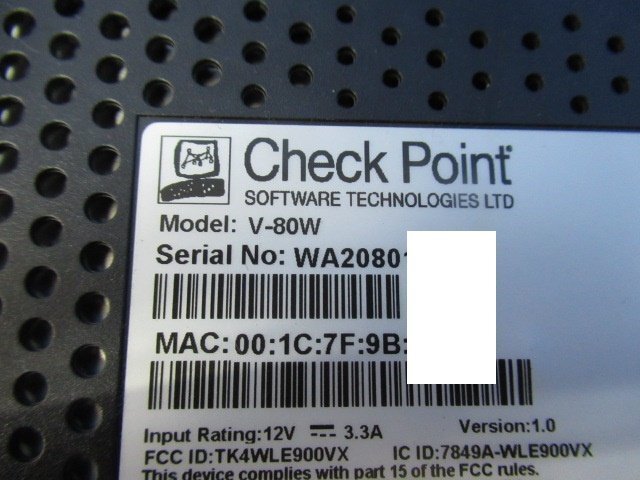 Check Point
SOFTWARE TECHNOLOGIES LTD
Model: V-80W
Serial No: WA2080
MAC:00:1C:7F:9B:
Input Rating:12V ⎓ 3.3A Version:1.0
FCC ID:TK4WLE900VX IC ID:7849A-WLE900VX
This device complies with part 15 of the FCC rules.